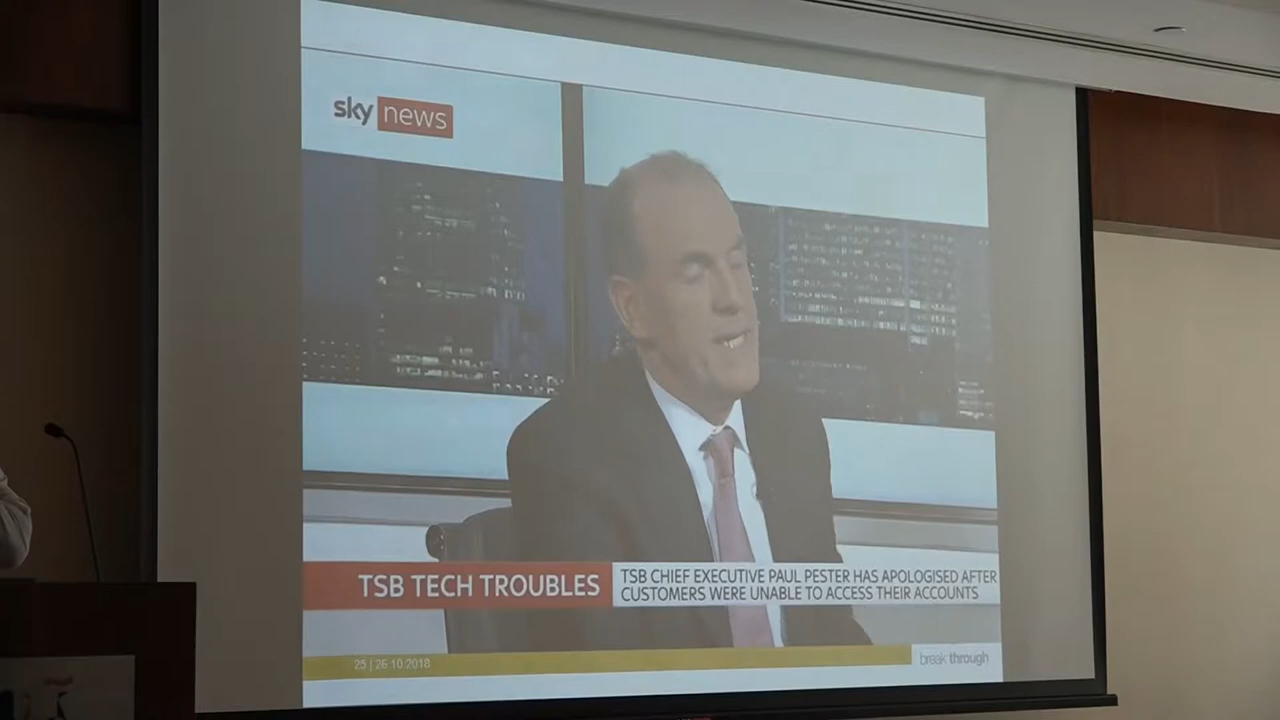 sky news
TSB TECH TROUBLES
TSB CHIEF EXECUTIVE PAUL PESTER HAS APOLOGISED AFTER
CUSTOMERS WERE UNABLE TO ACCESS THEIR ACCOUNTS
25 | 26 10 2018
break through